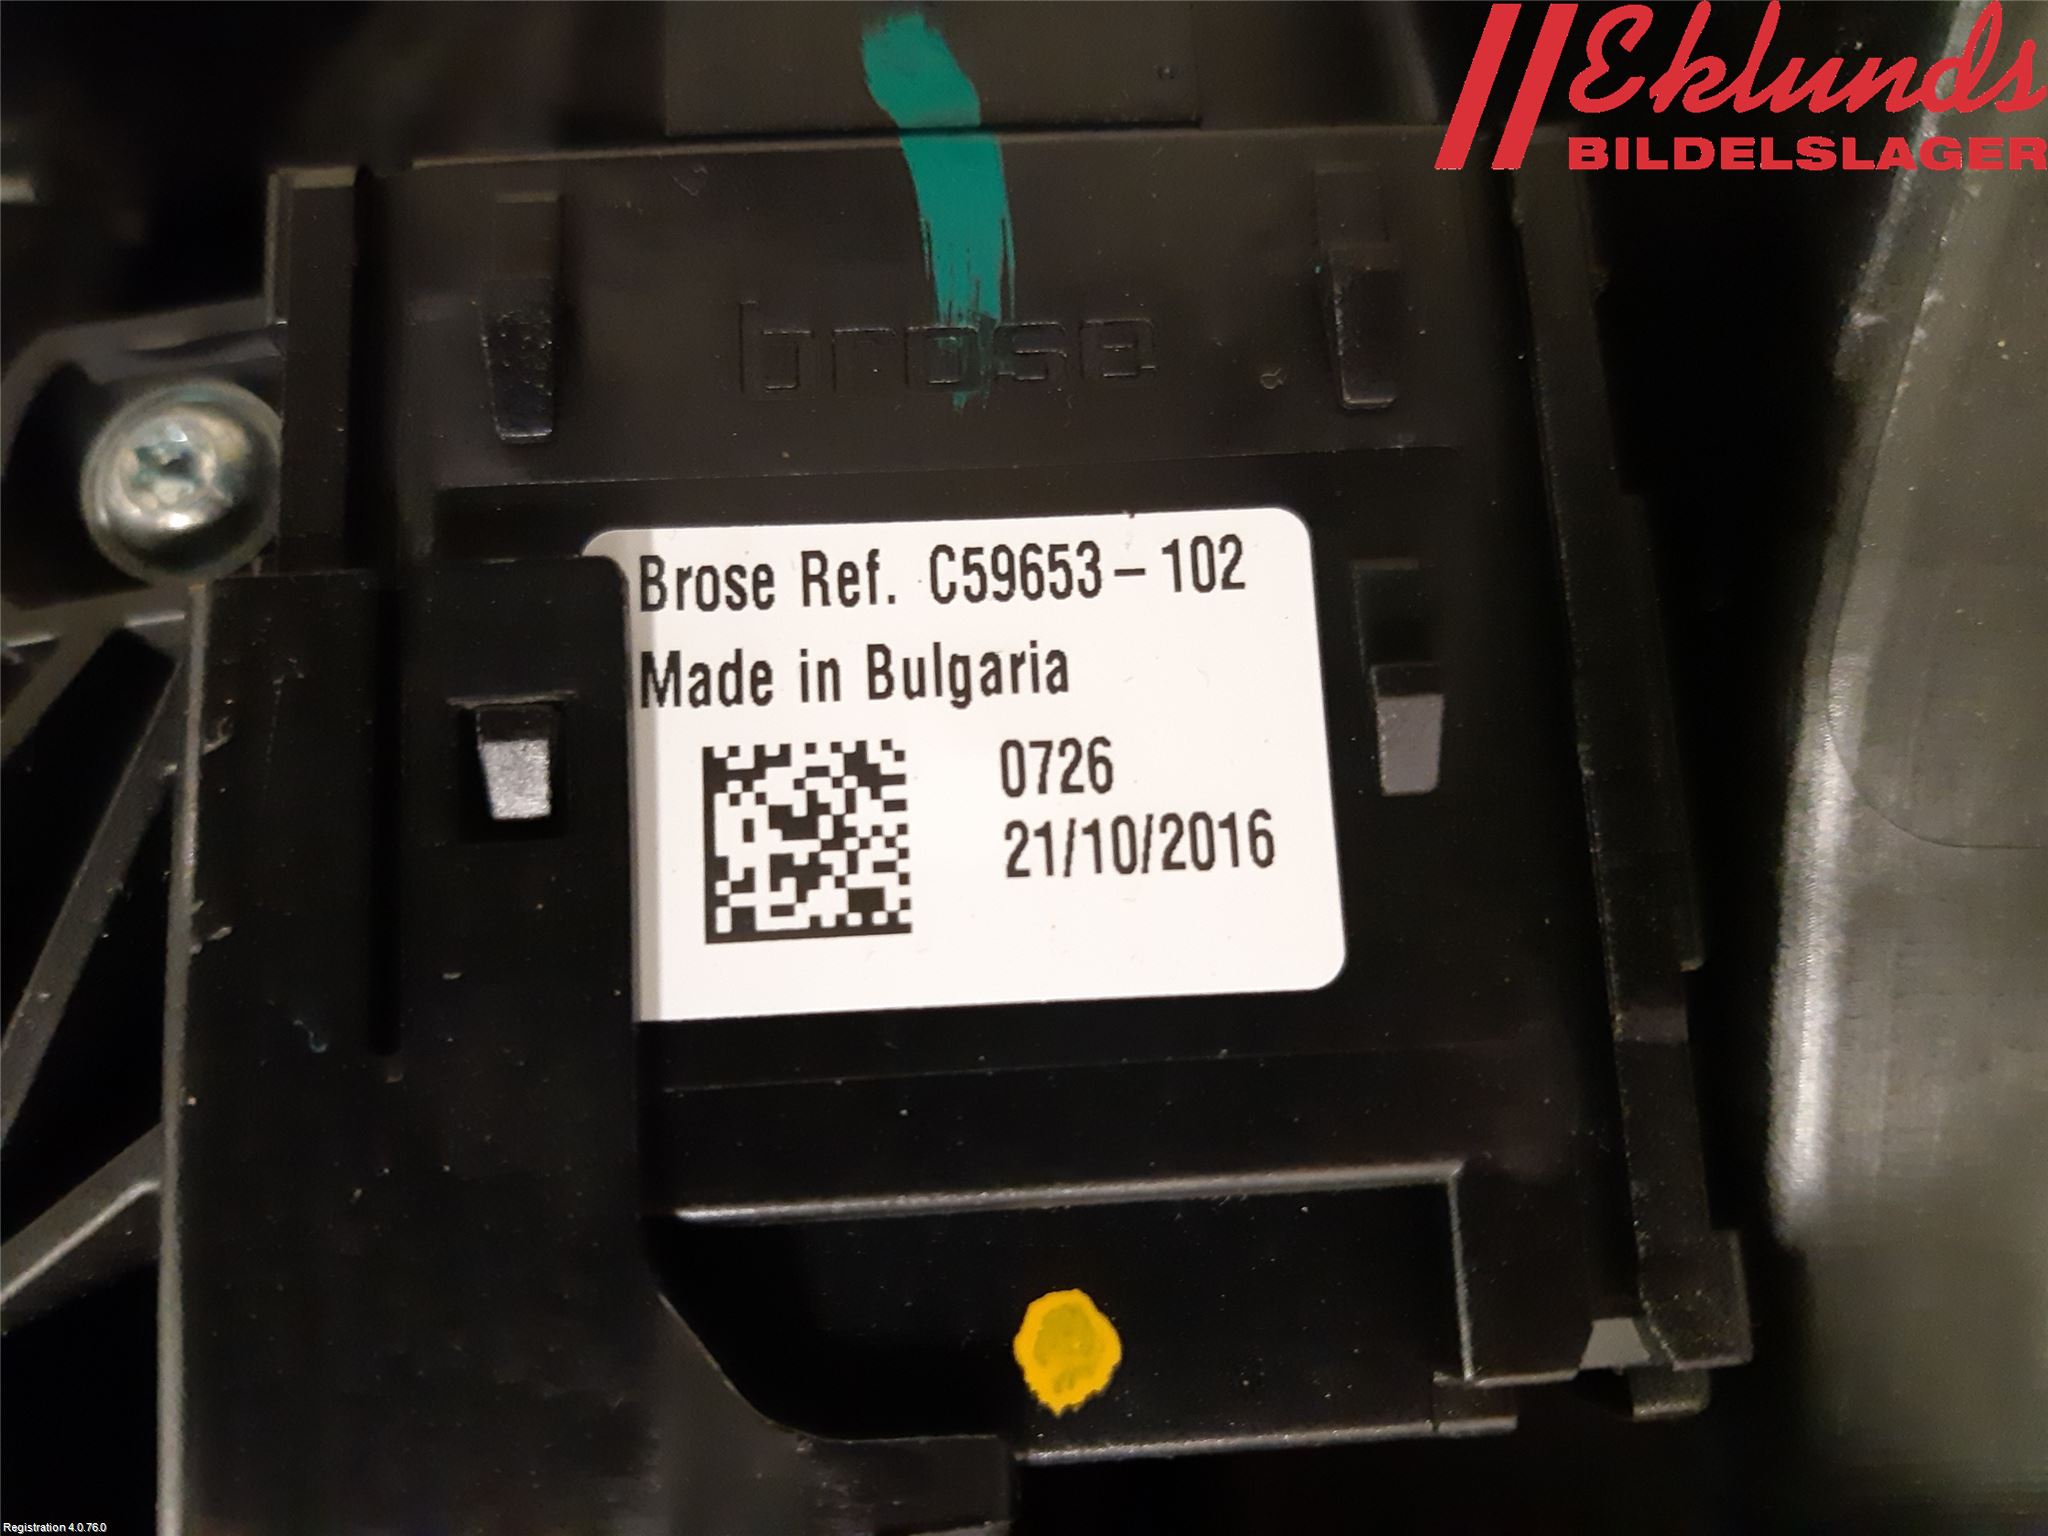 Eklunds
BILDELSLAGER
brose
Brose Ref. C59653-102
Made in Bulgaria
0726
21/10/2016
Registration 4.0.76.0